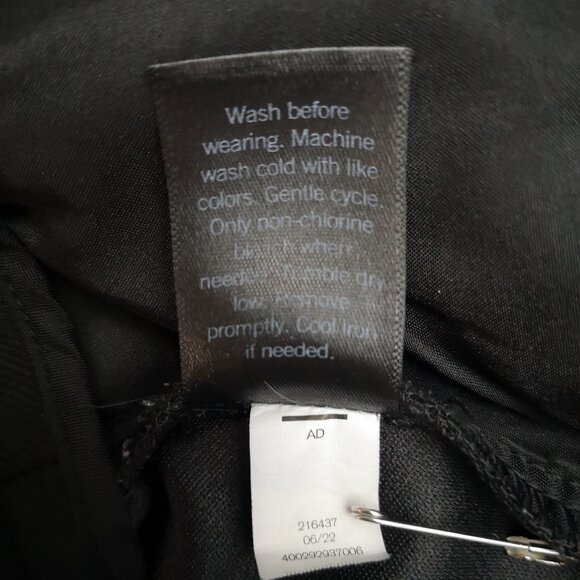 Wash before
wearing. Machine
wash cold with like
colors. Gentle cycle.
Only non-chlorine
bleach when
needed. Tumble dry
low. Remove
promptly. Cool iron
if needed.
AD
216437
06/22
400292937006